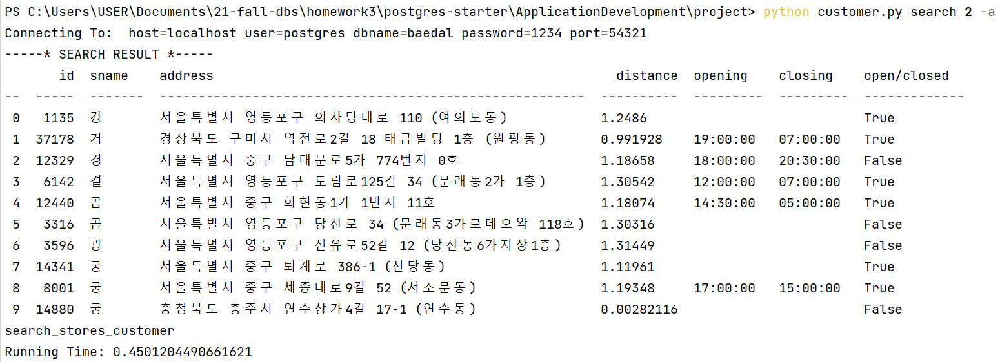 PS C:\Users\USER\Documents\21-fall-dbs\homework3\postgres-starter\ApplicationDevelopment\project> python customer.py search 2 -a
Connecting To:  host=localhost user=postgres dbname=baedal password=1234 port=54321
-----* SEARCH RESULT *-----
id sname address distance opening closing open/closed
-- ----- ------- ------------------------------------------------------- ---------- --------- --------- -------------
0 1135 강 서울특별시 영등포구 의사당대로 110 (여의도동) 1.2486 True
1 37178 거 경상북도 구미시 역전로2길 18 태금빌딩 1층 (원평동) 0.991928 19:00:00 07:00:00 True
2 12329 경 서울특별시 중구 남대문로5가 774번지 0호 1.18658 18:00:00 20:30:00 False
3 6142 곁 서울특별시 영등포구 도림로125길 34 (문래동2가 1층) 1.30542 12:00:00 07:00:00 True
4 12440 곰 서울특별시 중구 회현동1가 1번지 11호 1.18074 14:30:00 05:00:00 True
5 3316 곱 서울특별시 영등포구 당산로 34 (문래동3가로데오왁 118호) 1.30316 False
6 3596 광 서울특별시 영등포구 선유로52길 12 (당산동6가지상1층) 1.31449 False
7 14341 궁 서울특별시 중구 퇴계로 386-1 (신당동) 1.11961 True
8 8001 궁 서울특별시 중구 세종대로9길 52 (서소문동) 1.19348 17:00:00 15:00:00 True
9 14880 궁 충청북도 충주시 연수상가4길 17-1 (연수동) 0.00282116 False
search_stores_customer
Running Time: 0.4501204490661621